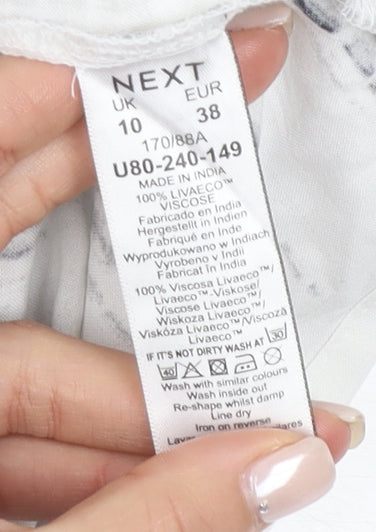 NEXT
UK EUR
10 38
170/88A
U80-240-149
MADE IN INDIA
100% LIVAECO™
VISCOSE
Fabricado en India
Hergestellt in Indien
Fabriqué en Inde
Wyprodukowano w Indiach
Vyrobeno v Indii
Fabricat în India
100% Viscosa Livaeco™/
Livaeco™-Viskose/
Viscose Livaeco™/
Wiskoza Livaeco™/
Viskóza Livaeco™/Viscoză
Livaeco™
IF IT'S NOT DIRTY WASH AT 30
40
Wash with similar colours
Wash inside out
Re-shape whilst damp
Line dry
Iron on reverse